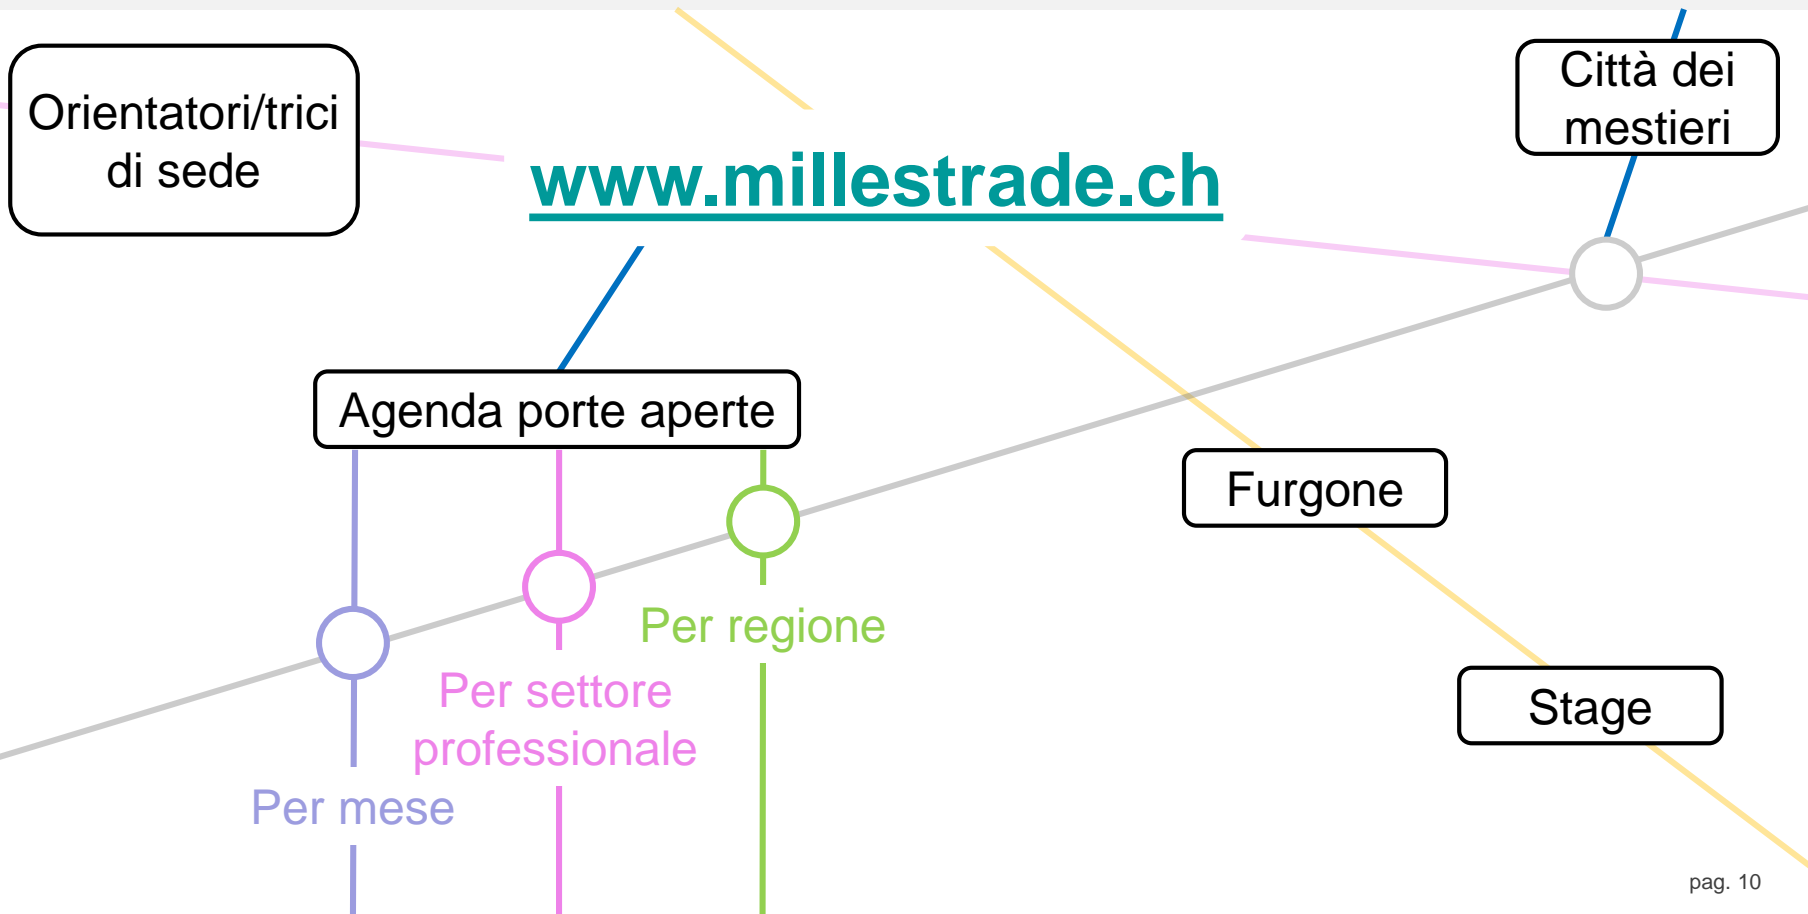 Orientatori/trici
di sede
www.millestrade.ch
Città dei
mestieri
Agenda porte aperte
Furgone
Per regione
Per settore
professionale
Stage
Per mese
pag. 10